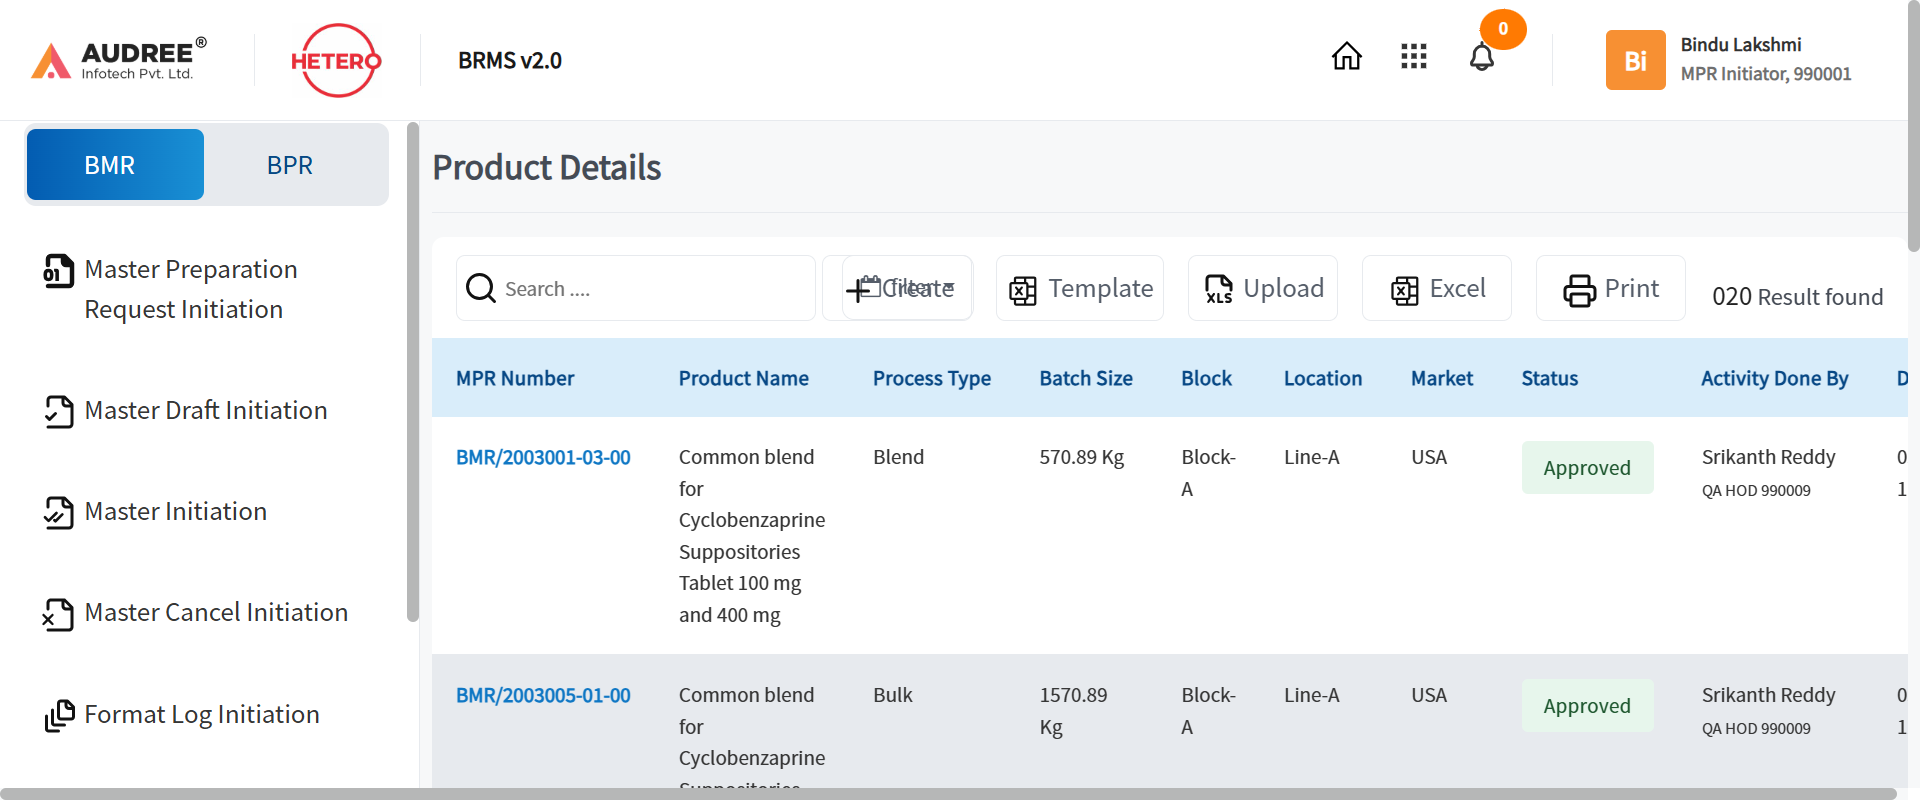 AUDREE®
Infotech Pvt. Ltd.
HETERO
BRMS v2.0
0
Bi
Bindu Lakshmi
MPR Initiator, 990001
BMR
BPR
Master Preparation
Request Initiation
Master Draft Initiation
Master Initiation
Master Cancel Initiation
Format Log Initiation
Product Details
Search ....
Create
filter
Template
XLS
Upload
Excel
Print
020 Result found
MPR Number Product Name Process Type Batch Size Block Location Market Status Activity Done By D
BMR/2003001-03-00 Common blend Blend 570.89 Kg Block- Line-A USA Approved Srikanth Reddy 0
for A QA HOD 990009 1
Cyclobenzaprine
Suppositories
Tablet 100 mg
and 400 mg
BMR/2003005-01-00 Common blend Bulk 1570.89 Block- Line-A USA Approved Srikanth Reddy 0
for Kg A QA HOD 990009 1
Cyclobenzaprine
Suppositories